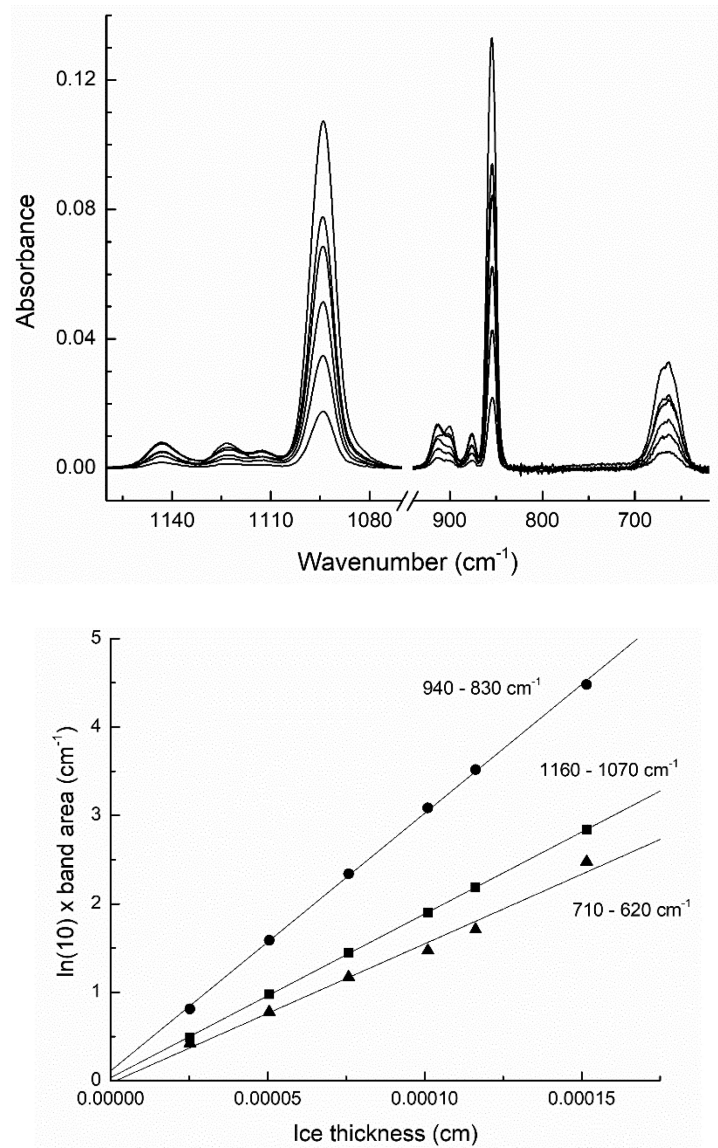 0.12
0.08
0.04
0.00
Absorbance
1140 1110 1080 900 800 700
Wavenumber (cm⁻¹)
5
4
3
2
1
0
ln(10) x band area (cm⁻¹)
940 - 830 cm⁻¹
1160 - 1070 cm⁻¹
710 - 620 cm⁻¹
0.00000 0.00005 0.00010 0.00015
Ice thickness (cm)